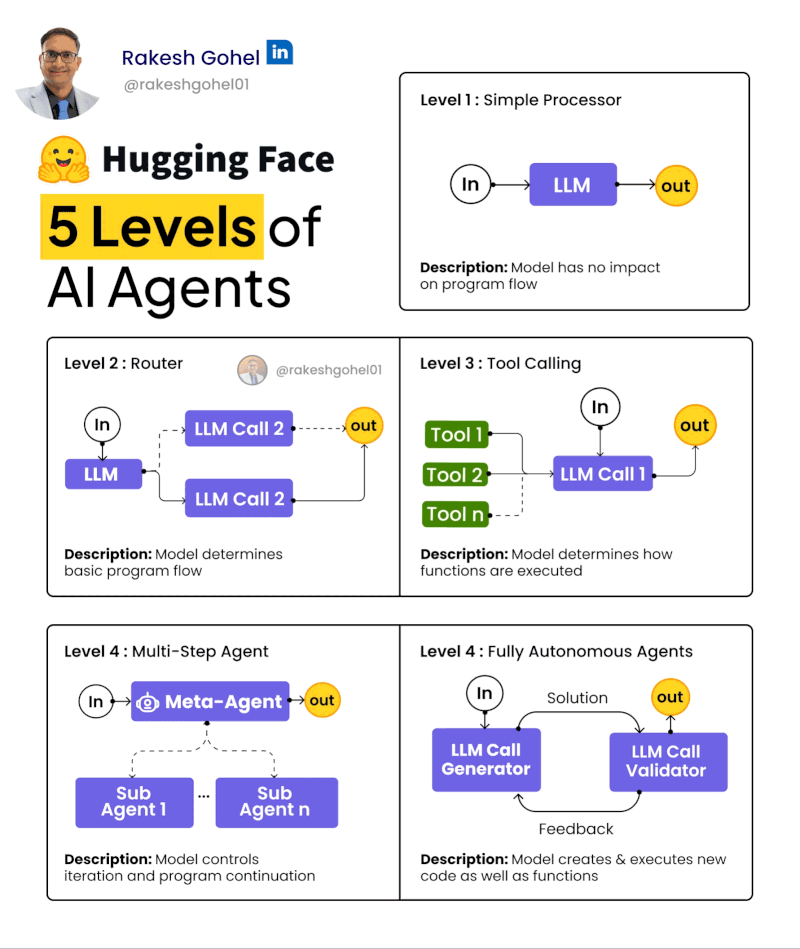 Rakesh Gohel in
@rakeshgohel01
Hugging Face
5 Levels of
AI Agents
Level 1 : Simple Processor
In
LLM
out
Description: Model has no impact
on program flow
Level 2 : Router
@rakeshgohel01
In
LLM
LLM Call 2
LLM Call 2
out
Description: Model determines
basic program flow
Level 3 : Tool Calling
In
Tool 1
Tool 2
Tool n
LLM Call 1
out
Description: Model determines how
functions are executed
Level 4 : Multi-Step Agent
In
Meta-Agent
out
Sub
Agent 1
...
Sub
Agent n
Description: Model controls
iteration and program continuation
Level 4 : Fully Autonomous Agents
In
Solution
out
LLM Call
Generator
LLM Call
Validator
Feedback
Description: Model creates & executes new
code as well as functions